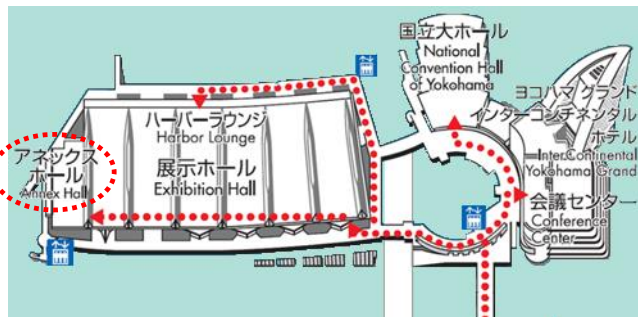 国立大ホール
National
Convention Hall
of Yokohama
ヨコハマ グランド
インターコンチネンタル
ホテル
InterContinental
Yokohama Grand
ハーバーラウンジ
Harbor Lounge
展示ホール
Exhibition Hall
アネックス
ホール
Annex Hall
会議センター
Conference
Center